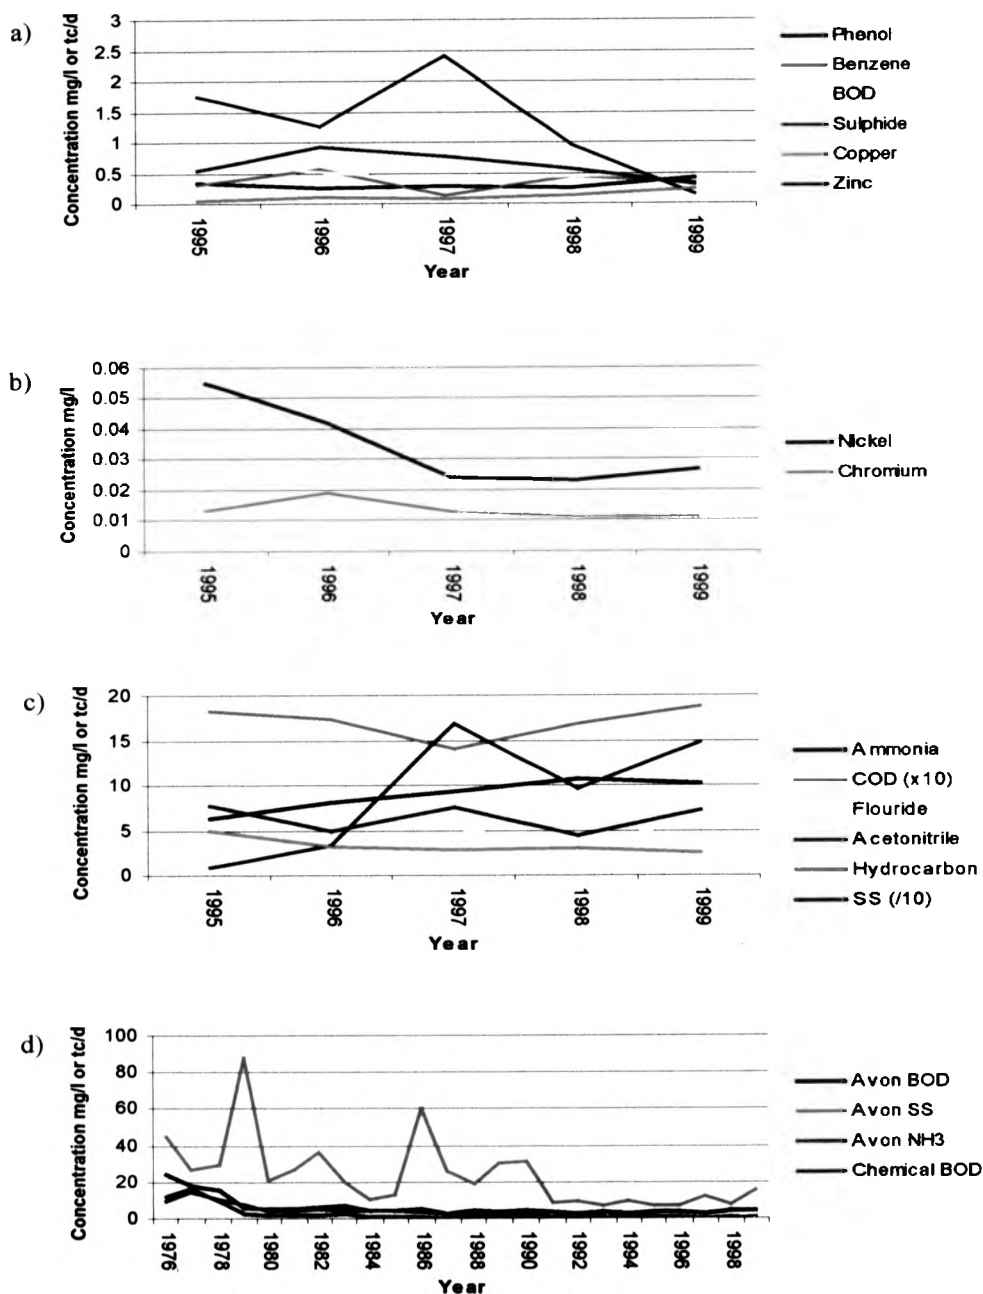 a)
Concentration mg/l or tc/d
3
2.5
2
1.5
1
0.5
0
1995
1996
1997
1998
1999
Year
Phenol
Benzene
BOD
Sulphide
Copper
Zinc
b)
Concentration mg/l
0.06
0.05
0.04
0.03
0.02
0.01
0
1995
1996
1997
1998
1999
Year
Nickel
Chromium
c)
Concentration mg/l or tc/d
20
15
10
5
0
1995
1996
1997
1998
1999
Year
Ammonia
COD (x10)
Flouride
Acetonitrile
Hydrocarbon
SS (/10)
d)
Concentration mg/l or tc/d
100
80
60
40
20
0
1976
1978
1980
1982
1984
1986
1988
1990
1992
1994
1996
1998
Year
Avon BOD
Avon SS
Avon NH3
Chemical BOD